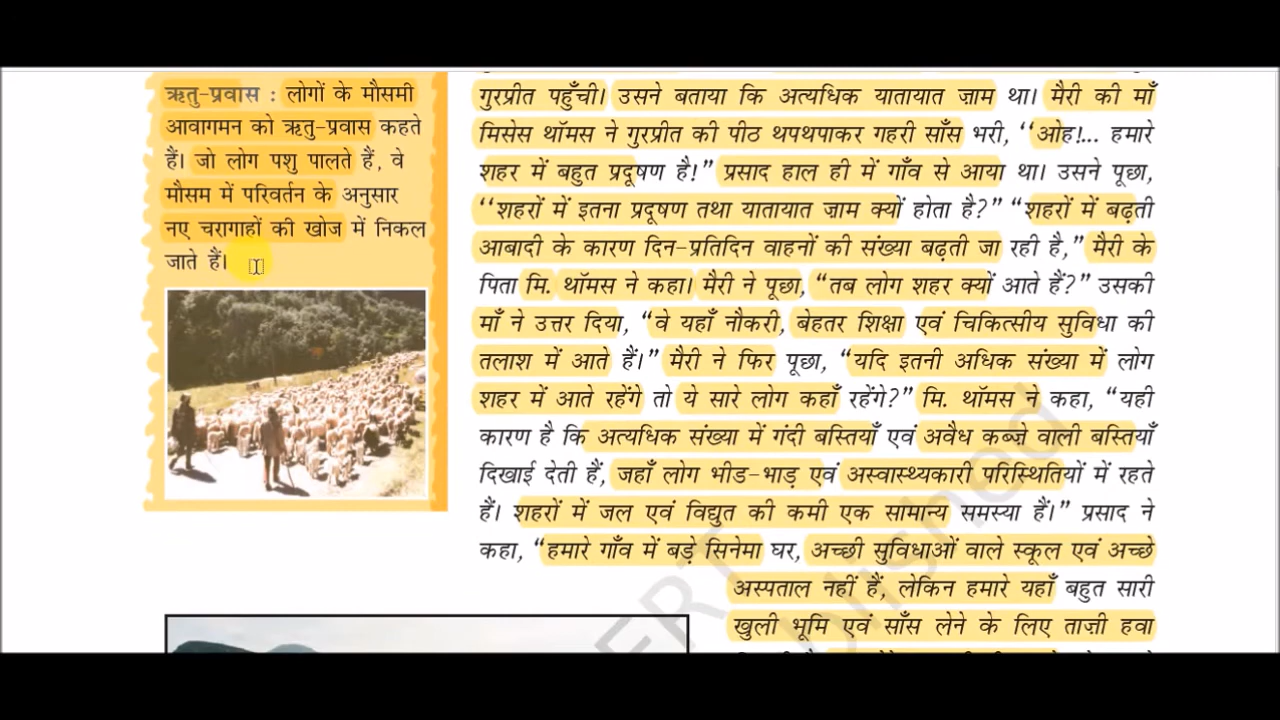 ऋतु-प्रवास : लोगों के मौसमी
आवागमन को ऋतु-प्रवास कहते
हैं। जो लोग पशु पालते हैं, वे
मौसम में परिवर्तन के अनुसार
नए चरागाहों की खोज में निकल
जाते हैं।
गुरप्रीत पहुँची। उसने बताया कि अत्यधिक यातायात जाम था। मैरी की माँ
मिसेस थॉमस ने गुरप्रीत की पीठ थपथपाकर गहरी साँस भरी, ‘‘ओह!... हमारे
शहर में बहुत प्रदूषण है!” प्रसाद हाल ही में गाँव से आया था। उसने पूछा,
‘‘शहरों में इतना प्रदूषण तथा यातायात जाम क्यों होता है?” “शहरों में बढ़ती
आबादी के कारण दिन-प्रतिदिन वाहनों की संख्या बढ़ती जा रही है,” मैरी के
पिता मि. थॉमस ने कहा। मैरी ने पूछा, “तब लोग शहर क्यों आते हैं?” उसकी
माँ ने उत्तर दिया, “वे यहाँ नौकरी, बेहतर शिक्षा एवं चिकित्सीय सुविधा की
तलाश में आते हैं।” मैरी ने फिर पूछा, “यदि इतनी अधिक संख्या में लोग
शहर में आते रहेंगे तो ये सारे लोग कहाँ रहेंगे?” मि. थॉमस ने कहा, “यही
कारण है कि अत्यधिक संख्या में गंदी बस्तियाँ एवं अवैध कब्ज़े वाली बस्तियाँ
दिखाई देती हैं, जहाँ लोग भीड-भाड़ एवं अस्वास्थ्यकारी परिस्थितियों में रहते
हैं। शहरों में जल एवं विद्युत की कमी एक सामान्य समस्या हैं।” प्रसाद ने
कहा, “हमारे गाँव में बड़े सिनेमा घर, अच्छी सुविधाओं वाले स्कूल एवं अच्छे
अस्पताल नहीं हैं, लेकिन हमारे यहाँ बहुत सारी
खुली भूमि एवं साँस लेने के लिए ताज़ी हवा